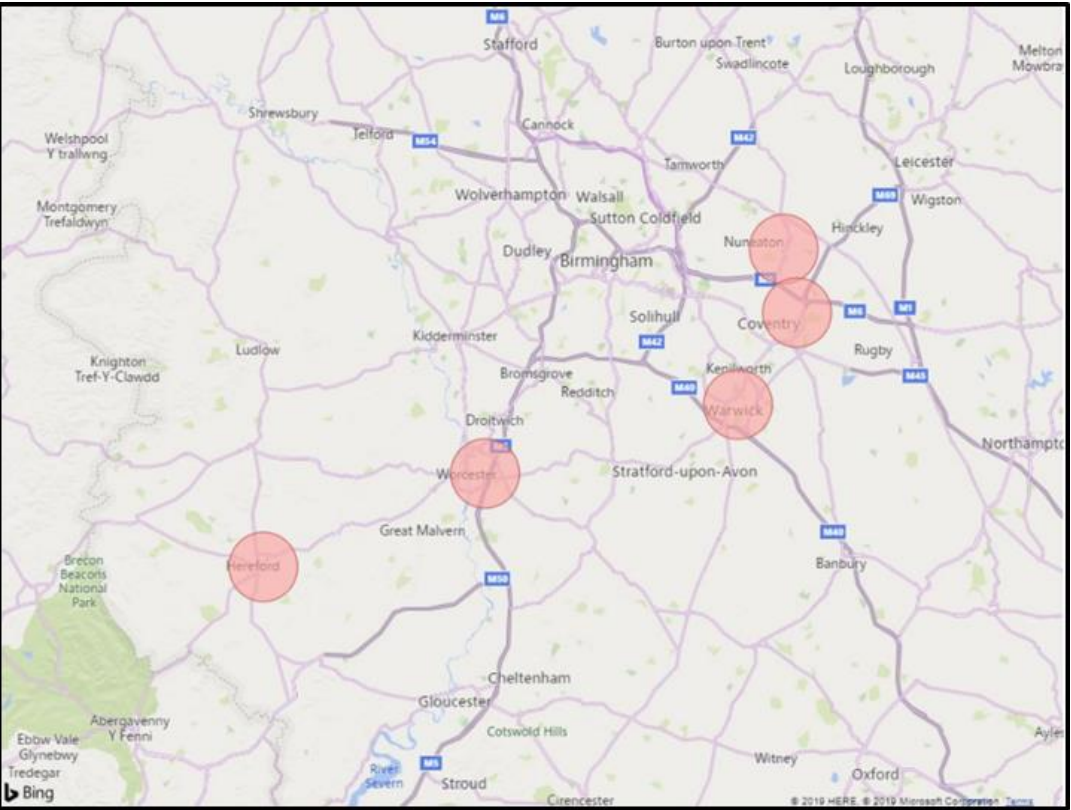 M6
Stafford
Burton upon Trent
Swadlincote
Loughborough
Melton
Mowbra
Shrewsbury
Telford
M54
Cannock
M42
Tamworth
Leicester
Welshpool
Y trallwng
Wolverhampton
Walsall
M69
Wigston
Montgomery
Trefaldwyn
Sutton Coldfield
Hinckley
Nuneaton
Dudley
Birmingham
M1
M6
Solihull
Coventry
Kidderminster
M42
Rugby
Ludlow
Knighton
Tref-Y-Clawdd
Bromsgrove
Kenilworth
M45
Redditch
M40
Warwick
Droitwich
Northampto
Worcester
Stratford-upon-Avon
Great Malvern
M40
Hereford
Banbury
Brecon
Beacons
National
Park
M50
Cheltenham
Gloucester
Abergavenny
Y Fenni
Cotswold Hills
Ebbw Vale
Glynebwy
Ayles
Tredegar
River
Severn
M5
Stroud
Witney
Oxford
Bing
Cirencester
© 2019 HERE, © 2019 Microsoft Corporation Terms